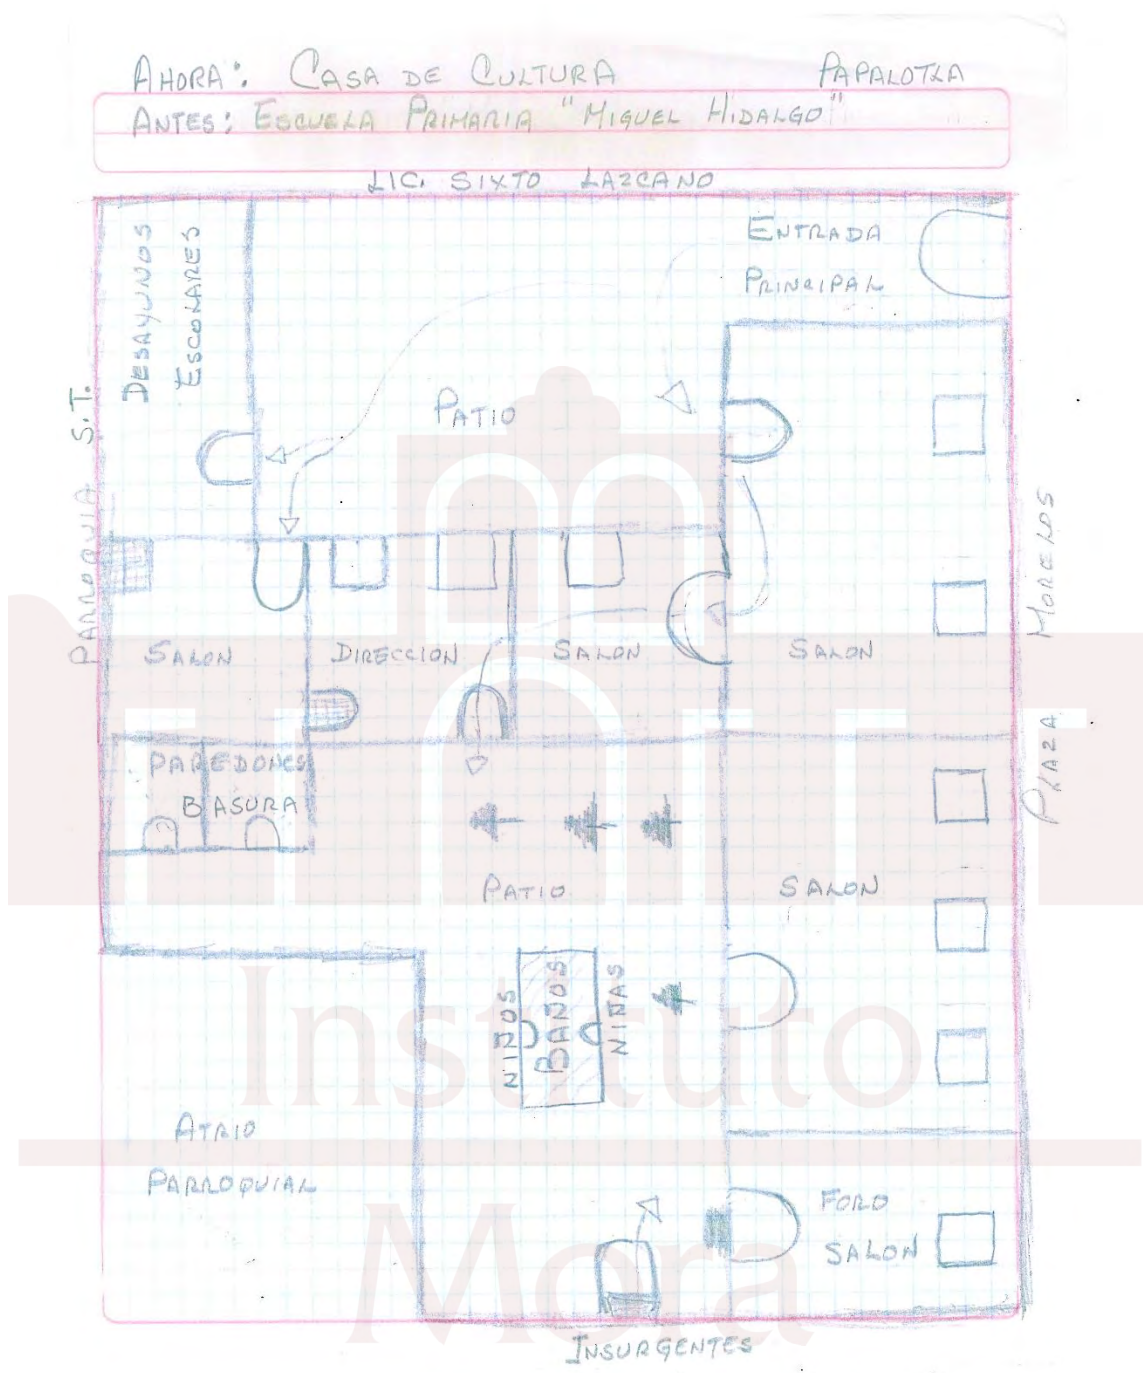 AHORA: CASA DE CULTURA PAPALOTLA
ANTES: ESCUELA PRIMARIA "MIGUEL HIDALGO"
LIC. SIXTO LAZCANO
DESAYUNOS
ESCOLARES
ENTRADA
PRINCIPAL
PATIO
PARROQUIA S.T.
PLAZA MORELOS
SALON
DIRECCION
SALON
SALON
PAREDONES
BASURA
PATIO
SALON
NIÑOS
BAÑOS
NIÑAS
ATRIO
PARROQUIAL
FORO
SALON
INSURGENTES
Instituto
Mora